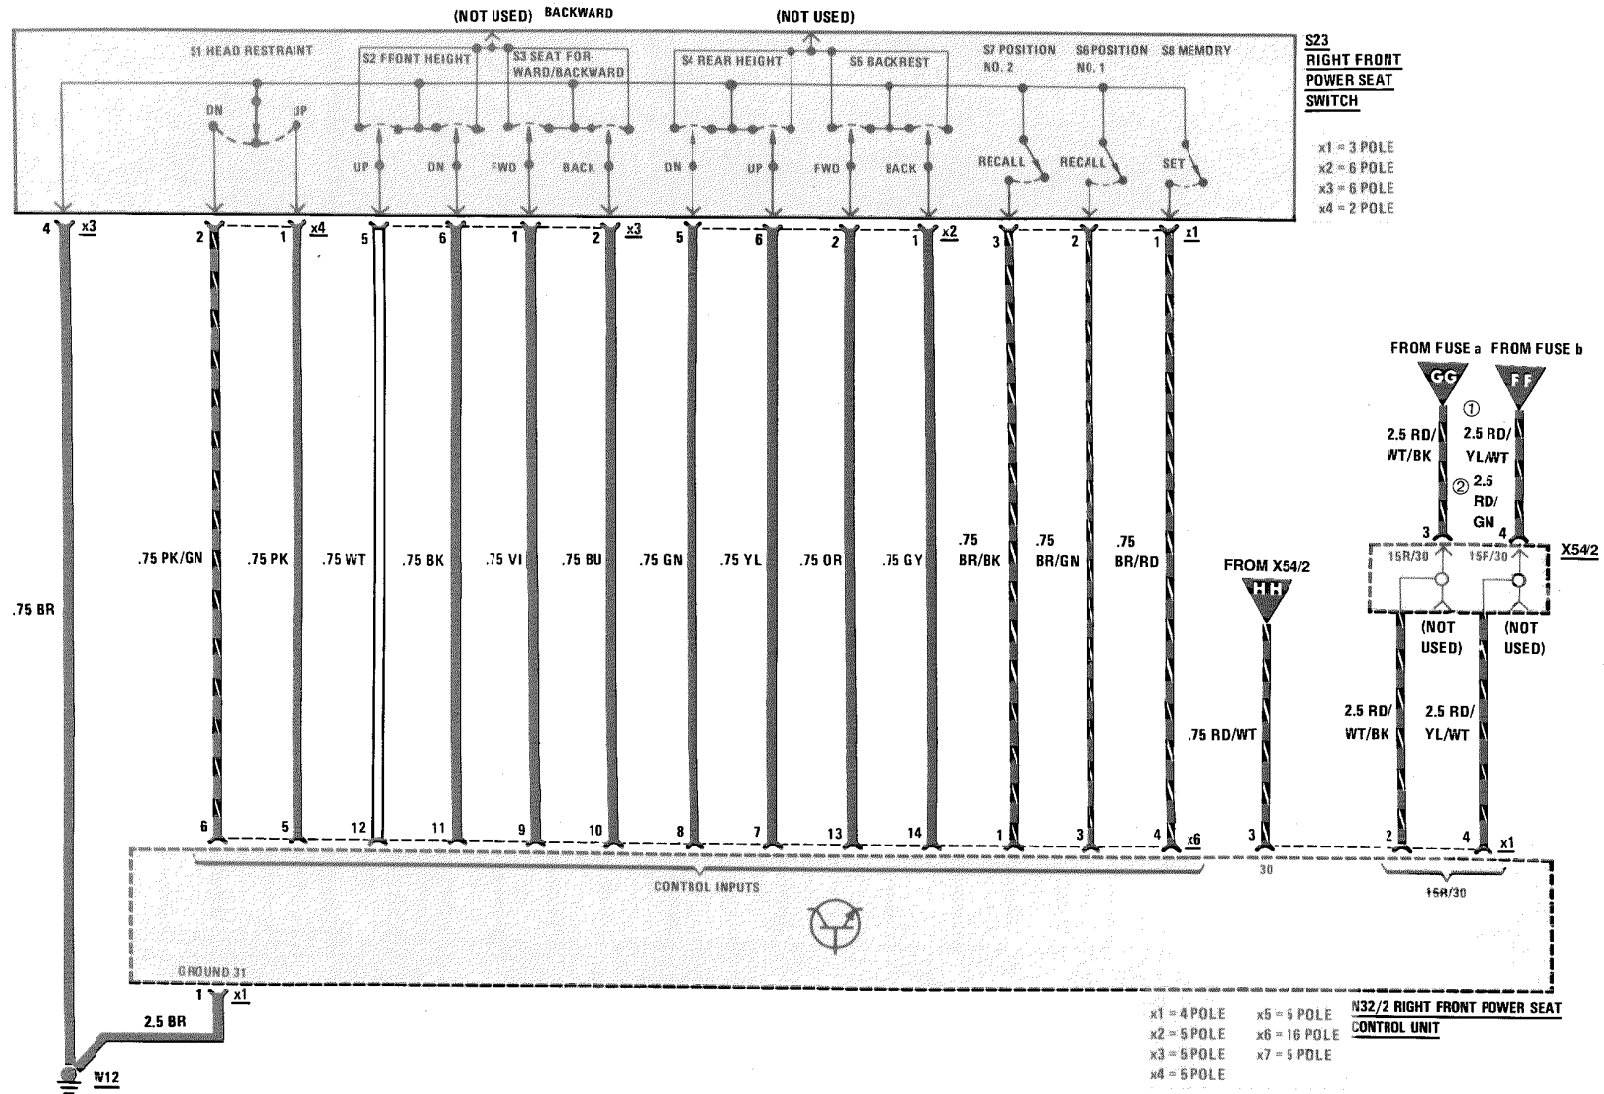 (NOT USED) BACKWARD (NOT USED)
S1 HEAD RESTRAINT
S2 FRONT HEIGHT
S3 SEAT FOR
WARD/BACKWARD
S4 REAR HEIGHT
S5 BACKREST
S7 POSITION
NO. 2
S6 POSITION
NO. 1
S8 MEMORY
S23
RIGHT FRONT
POWER SEAT
SWITCH
x1 = 3 POLE
x2 = 6 POLE
x3 = 6 POLE
x4 = 2 POLE
DN UP
UP DN FWD BACK DN UP FWD BACK RECALL RECALL SET
4 x3 2 1 x4 5 6 1 2 x3 5 6 2 1 x2 3 2 1 x1
FROM FUSE a FROM FUSE b
GG FF
①
2.5 RD/
WT/BK
2.5 RD/
YL/WT
② 2.5
RD/
GN
3 4
15R/30 15F/30 X54/2
(NOT
USED)
(NOT
USED)
.75 BR
.75 PK/GN .75 PK .75 WT .75 BK .75 VI .75 BU .75 GN .75 YL .75 OR .75 GY
.75
BR/BK
.75
BR/GN
.75
BR/RD
FROM X54/2
HH
.75 RD/WT
2.5 RD/
WT/BK
2.5 RD/
YL/WT
6 5 12 11 9 10 8 7 13 14 1 3 4 x6 3 2 4 x1
CONTROL INPUTS
30
15R/30
GROUND 31
1 x1
2.5 BR
W12
x1 = 4 POLE
x2 = 5 POLE
x3 = 5 POLE
x4 = 5 POLE
x5 = 5 POLE
x6 = 16 POLE
x7 = 5 POLE
N32/2 RIGHT FRONT POWER SEAT
CONTROL UNIT